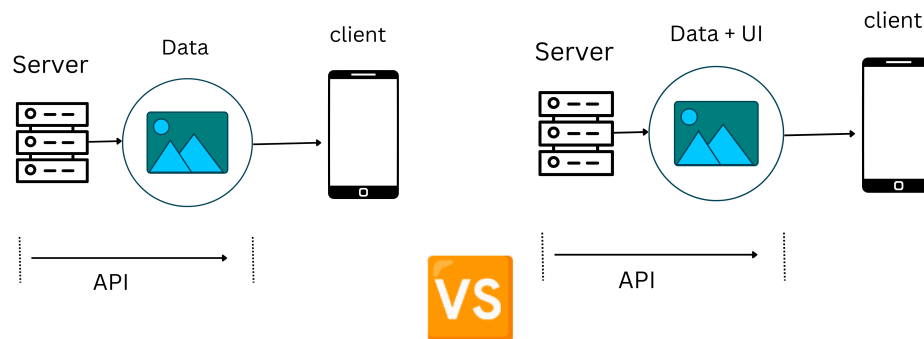 Server
Data
client
API
VS
Server
Data + UI
client
API